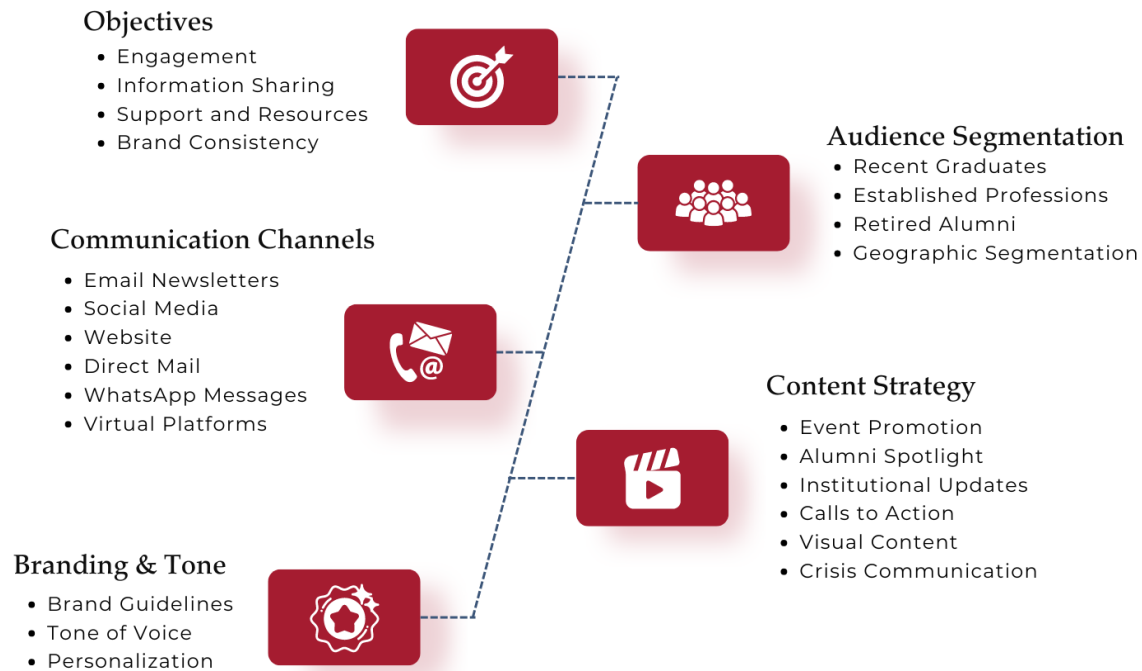 Objectives
• Engagement
• Information Sharing
• Support and Resources
• Brand Consistency
Audience Segmentation
• Recent Graduates
• Established Professions
• Retired Alumni
• Geographic Segmentation
Communication Channels
• Email Newsletters
• Social Media
• Website
• Direct Mail
• WhatsApp Messages
• Virtual Platforms
@
Content Strategy
• Event Promotion
• Alumni Spotlight
• Institutional Updates
• Calls to Action
• Visual Content
• Crisis Communication
Branding & Tone
• Brand Guidelines
• Tone of Voice
• Personalization